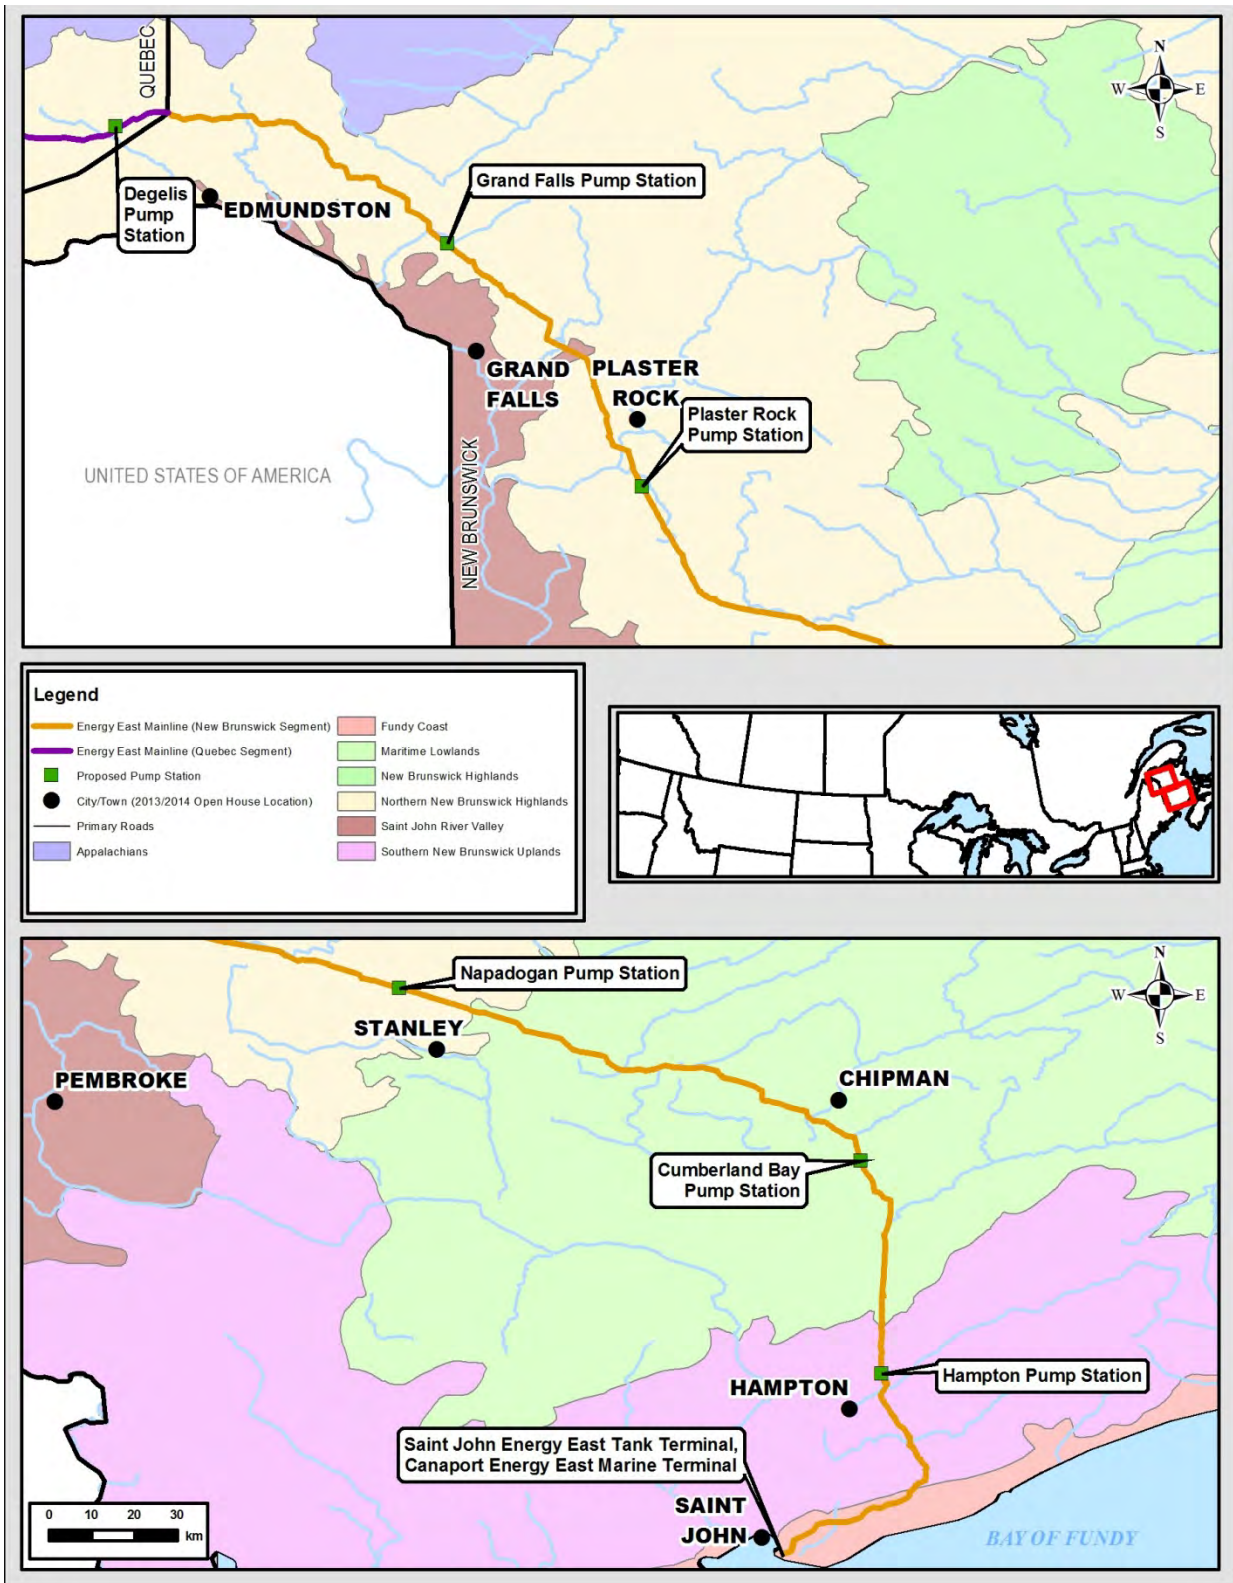 QUEBEC
N
W E
S
Degelis
Pump
Station
EDMUNDSTON
Grand Falls Pump Station
GRAND
FALLS
PLASTER
ROCK
Plaster Rock
Pump Station
UNITED STATES OF AMERICA
NEW BRUNSWICK
Legend
Energy East Mainline (New Brunswick Segment)
Energy East Mainline (Quebec Segment)
Proposed Pump Station
City/Town (2013/2014 Open House Location)
Primary Roads
Appalachians
Fundy Coast
Maritime Lowlands
New Brunswick Highlands
Northern New Brunswick Highlands
Saint John River Valley
Southern New Brunswick Uplands
Napadogan Pump Station
N
W E
S
STANLEY
PEMBROKE
CHIPMAN
Cumberland Bay
Pump Station
HAMPTON
Hampton Pump Station
Saint John Energy East Tank Terminal,
Canaport Energy East Marine Terminal
SAINT
JOHN
BAY OF FUNDY
0 10 20 30
km